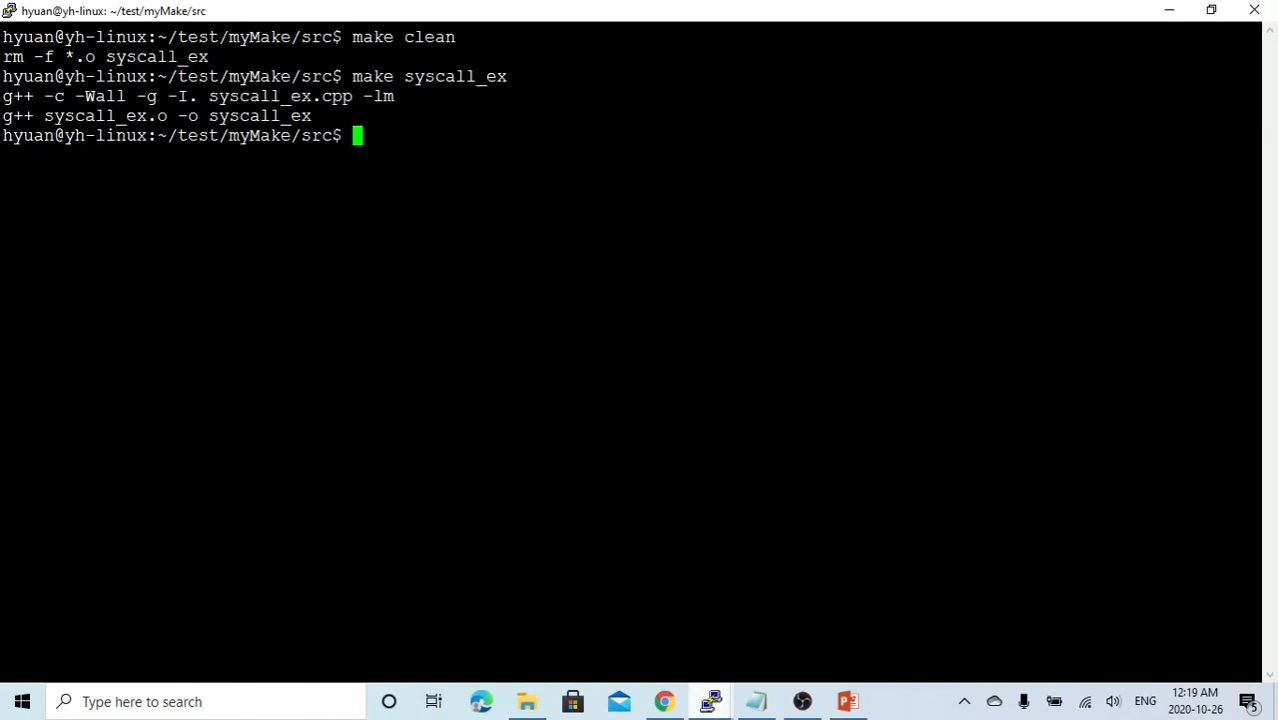 hyuan@yh-linux: ~/test/myMake/src
hyuan@yh-linux:~/test/myMake/src$ make clean
rm -f *.o syscall_ex
hyuan@yh-linux:~/test/myMake/src$ make syscall_ex
g++ -c -Wall -g -I. syscall_ex.cpp -lm
g++ syscall_ex.o -o syscall_ex
hyuan@yh-linux:~/test/myMake/src$
Type here to search
ENG
12:19 AM
2020-10-26
5